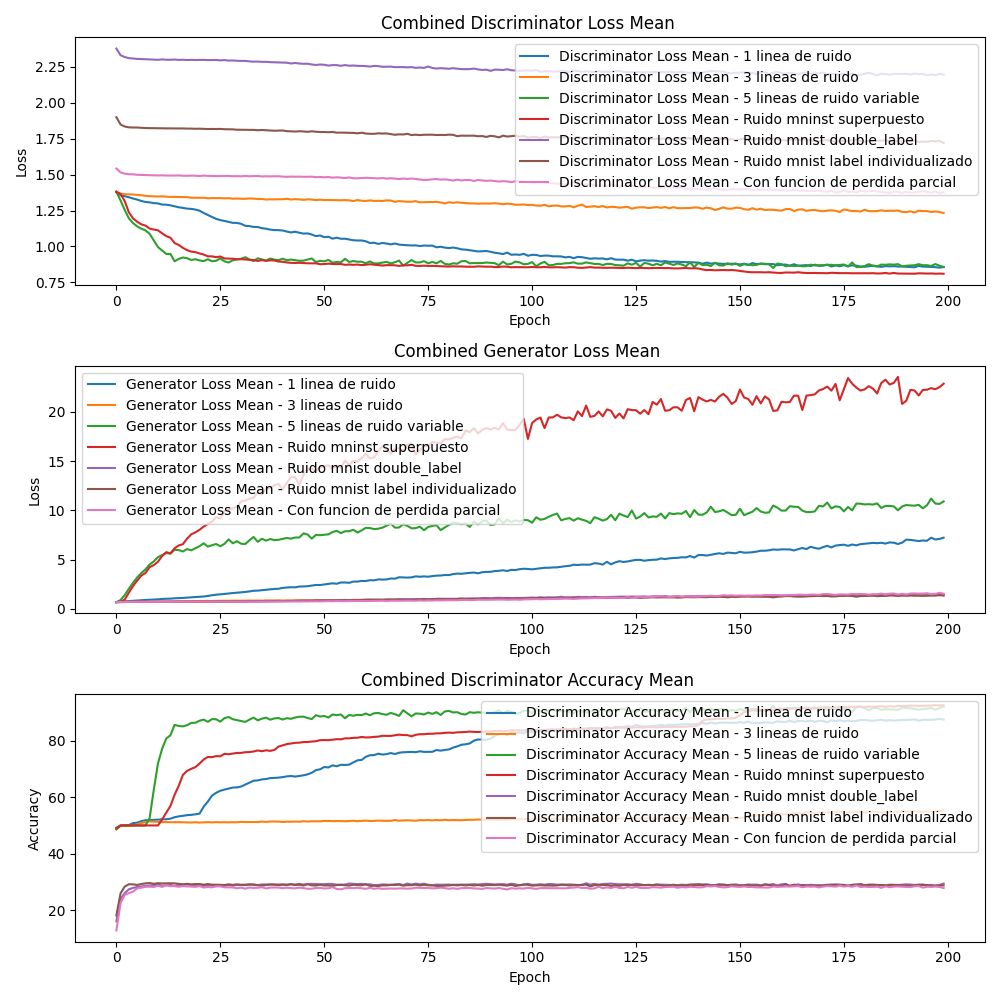 Combined Discriminator Loss Mean
Loss
2.25
2.00
1.75
1.50
1.25
1.00
0.75
Discriminator Loss Mean - 1 linea de ruido
Discriminator Loss Mean - 3 lineas de ruido
Discriminator Loss Mean - 5 lineas de ruido variable
Discriminator Loss Mean - Ruido mninst superpuesto
Discriminator Loss Mean - Ruido mnist double_label
Discriminator Loss Mean - Ruido mnist label individualizado
Discriminator Loss Mean - Con funcion de perdida parcial
0 25 50 75 100 125 150 175 200
Epoch
Combined Generator Loss Mean
Loss
20
15
10
5
0
Generator Loss Mean - 1 linea de ruido
Generator Loss Mean - 3 lineas de ruido
Generator Loss Mean - 5 lineas de ruido variable
Generator Loss Mean - Ruido mninst superpuesto
Generator Loss Mean - Ruido mnist double_label
Generator Loss Mean - Ruido mnist label individualizado
Generator Loss Mean - Con funcion de perdida parcial
0 25 50 75 100 125 150 175 200
Epoch
Combined Discriminator Accuracy Mean
Accuracy
80
60
40
20
Discriminator Accuracy Mean - 1 linea de ruido
Discriminator Accuracy Mean - 3 lineas de ruido
Discriminator Accuracy Mean - 5 lineas de ruido variable
Discriminator Accuracy Mean - Ruido mninst superpuesto
Discriminator Accuracy Mean - Ruido mnist double_label
Discriminator Accuracy Mean - Ruido mnist label individualizado
Discriminator Accuracy Mean - Con funcion de perdida parcial
0 25 50 75 100 125 150 175 200
Epoch